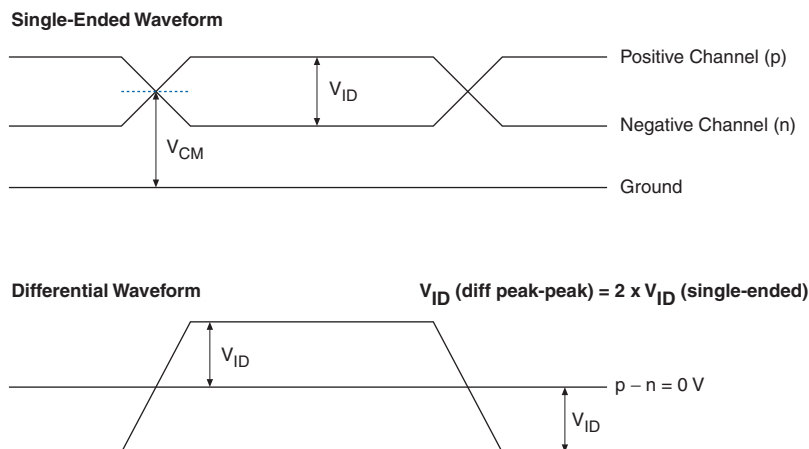 Single-Ended Waveform
Positive Channel (p)
V_ID
Negative Channel (n)
V_CM
Ground
Differential Waveform
V_ID (diff peak-peak) = 2 x V_ID (single-ended)
V_ID
p – n = 0 V
V_ID